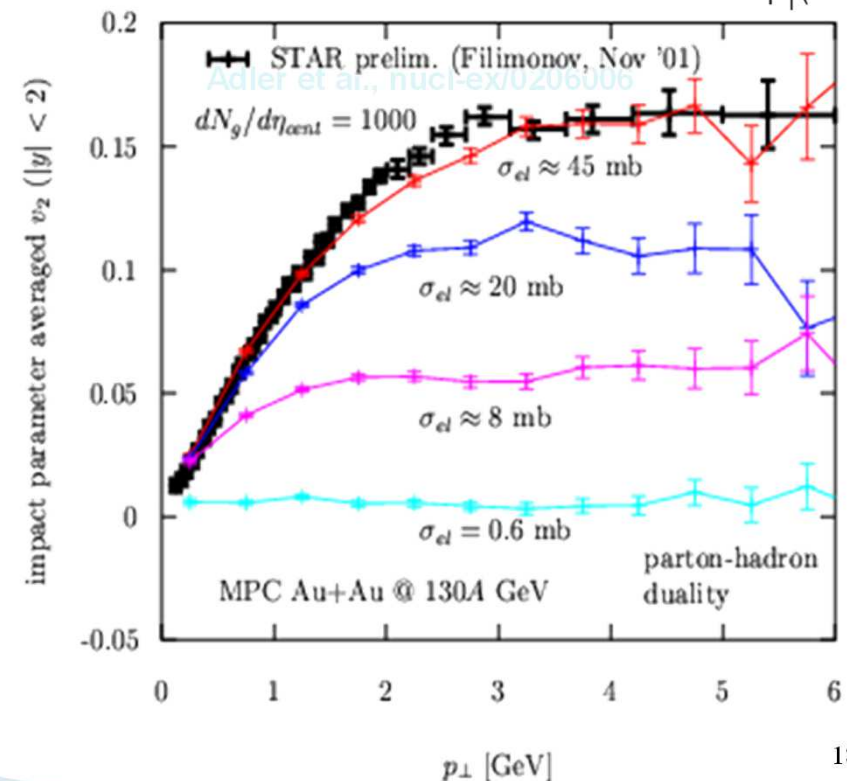 0.2
STAR prelim. (Filimonov, Nov '01)
Adler et al., nucl-ex/0206006
dN_g/dη_cent = 1000
0.15
σ_el ≈ 45 mb
0.1
σ_el ≈ 20 mb
0.05
σ_el ≈ 8 mb
0
σ_el = 0.6 mb
parton-hadron
duality
MPC Au+Au @ 130A GeV
-0.05
0 1 2 3 4 5 6
p⊥ [GeV]
impact parameter averaged v₂ (|y| < 2)